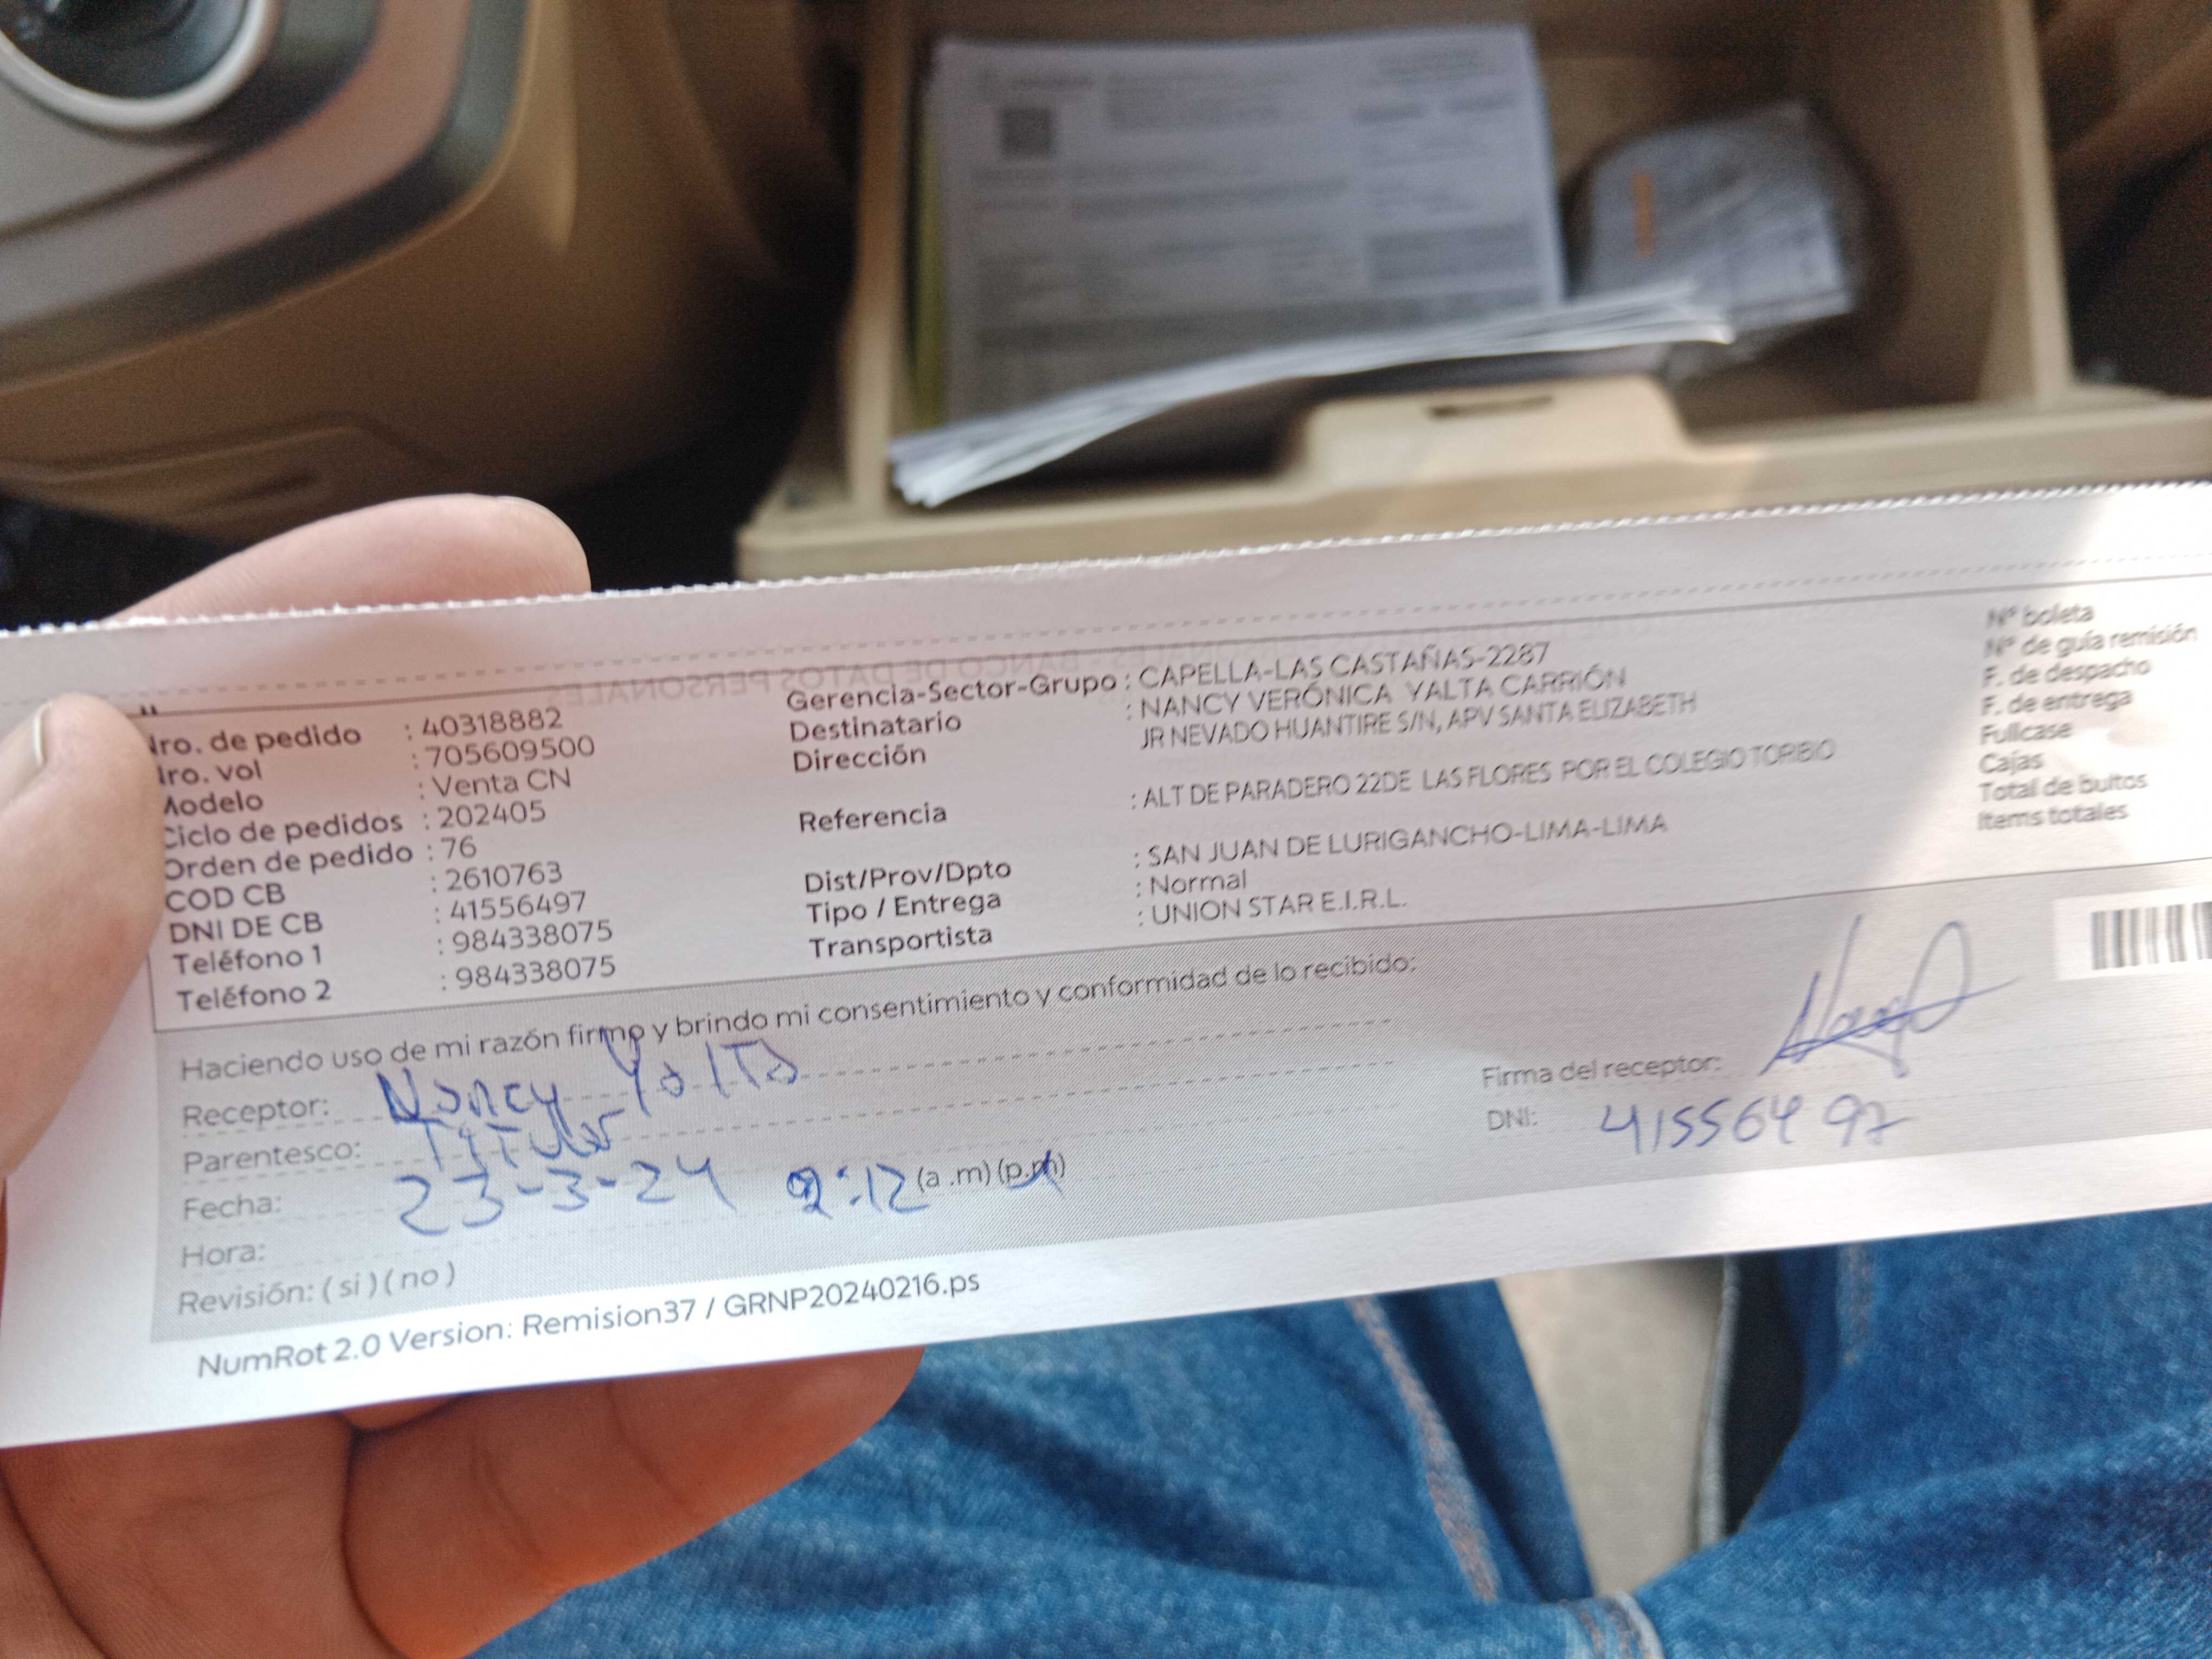 Nro. de pedido : 40318882
Nro. vol : 705609500
Modelo : Venta CN
Ciclo de pedidos : 202405
Orden de pedido : 76
COD CB : 2610763
DNI DE CB : 41556497
Teléfono 1 : 984338075
Teléfono 2 : 984338075
Gerencia-Sector-Grupo : CAPELLA-LAS CASTAÑAS-2287
Destinatario : NANCY VERÓNICA YALTA CARRIÓN
Dirección JR NEVADO HUANTIRE S/N, APV SANTA ELIZABETH
Referencia : ALT DE PARADERO 22DE LAS FLORES POR EL COLEGIO TORIBIO
Dist/Prov/Dpto : SAN JUAN DE LURIGANCHO-LIMA-LIMA
Tipo / Entrega : Normal
Transportista : UNION STAR E.I.R.L.
N° boleta
N° de guía remisión
F. de despacho
F. de entrega
Fullcase
Cajas
Total de bultos
Items totales
Haciendo uso de mi razón firmo y brindo mi consentimiento y conformidad de lo recibido:
Receptor: Nancy Yalta
Parentesco: Titular
Fecha: 23-3-24
Hora: 9:12 (a .m) (p.m)
Revisión: ( si ) ( no )
Firma del receptor:
DNI: 41556497
NumRot 2.0 Version: Remision37 / GRNP20240216.ps